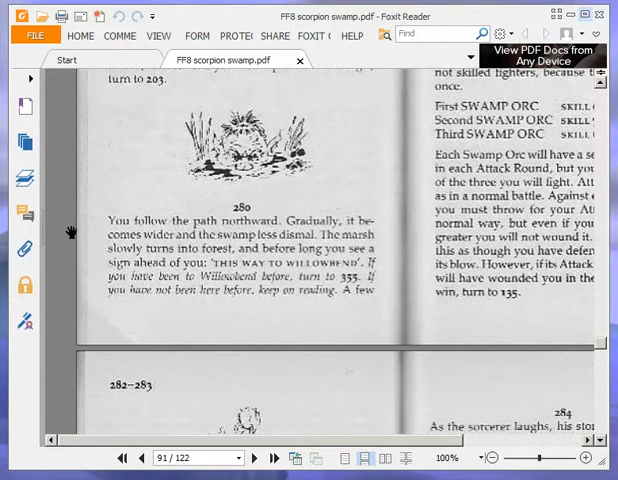 FF8 scorpion swamp.pdf - Foxit Reader
FILE HOME COMME VIEW FORM PROTE SHARE FOXIT HELP Find
Start FF8 scorpion swamp.pdf View PDF Docs from
Any Device
turn to 203.
280
You follow the path northward. Gradually, it be-
comes wider and the swamp less dismal. The marsh
slowly turns into forest, and before long you see a
sign ahead of you: 'THIS WAY TO WILLOWBEND'. If
you have been to Willowbend before, turn to 355. If
you have not been here before, keep on reading. A few
not skilled fighters, because
once.
First SWAMP ORC SKILL
Second SWAMP ORC SKILL
Third SWAMP ORC SKILL
Each Swamp Orc will have a se
in each Attack Round, but you
of the three you will fight. Att
as in a normal battle. Against
you must throw for your Att
normal way, but even if you
greater you will not wound it.
this as though you have defen
its blow. However, if its Attack
will have wounded you in the
win, turn to 135.
282-283
284
As the sorcerer laughs, his
91 / 122 100%